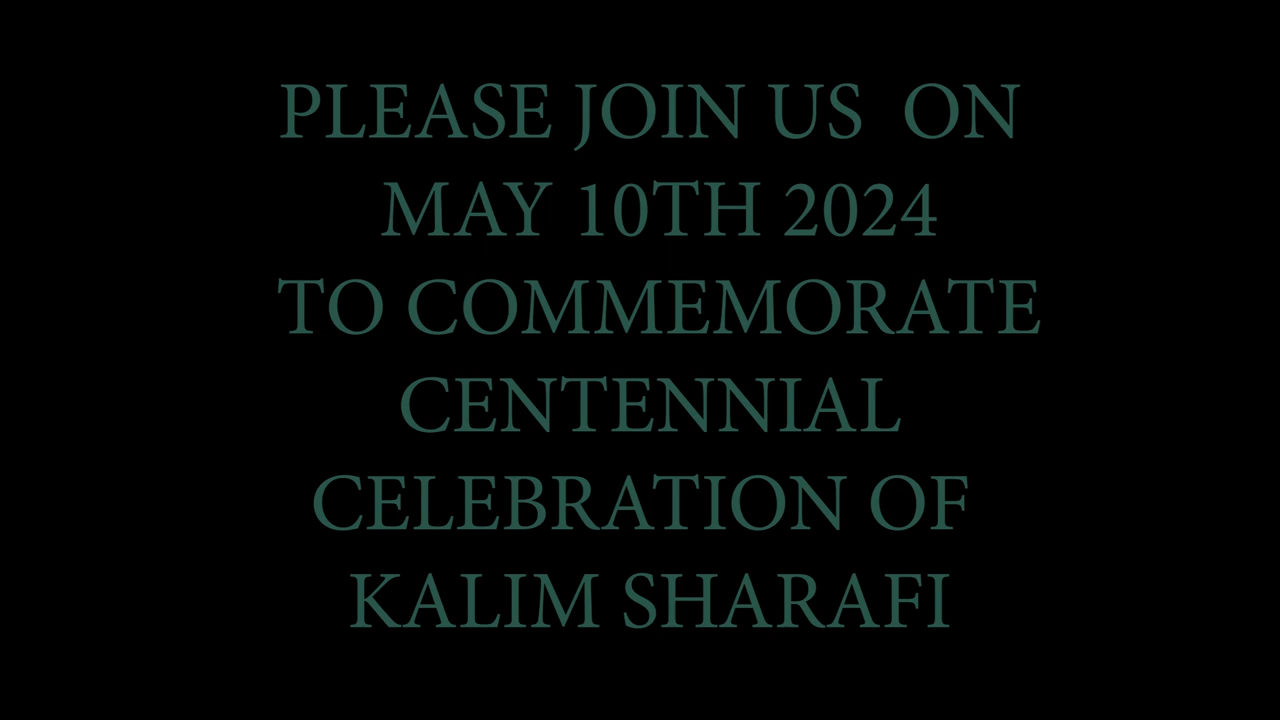 PLEASE JOIN US ON
MAY 10TH 2024
TO COMMEMORATE
CENTENNIAL
CELEBRATION OF
KALIM SHARAFI